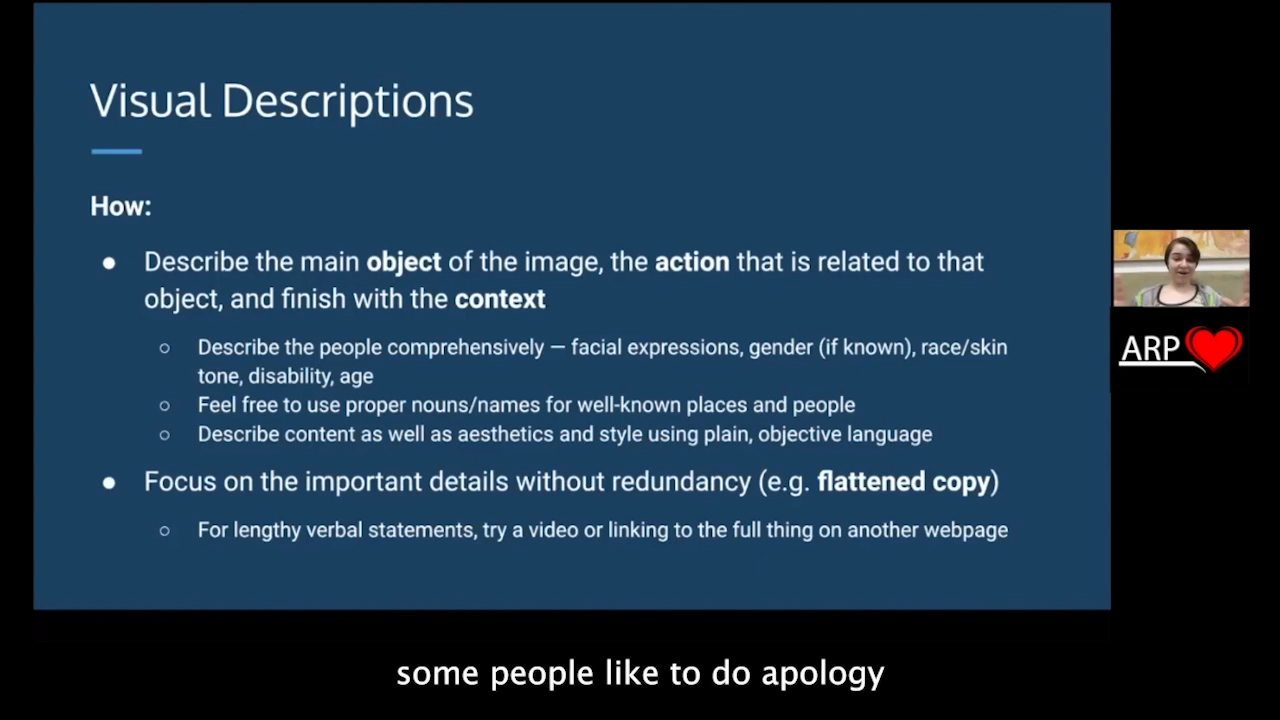 Visual Descriptions
How:
● Describe the main object of the image, the action that is related to that
object, and finish with the context
○ Describe the people comprehensively — facial expressions, gender (if known), race/skin
tone, disability, age
○ Feel free to use proper nouns/names for well-known places and people
○ Describe content as well as aesthetics and style using plain, objective language
● Focus on the important details without redundancy (e.g. flattened copy)
○ For lengthy verbal statements, try a video or linking to the full thing on another webpage
ARP
some people like to do apology